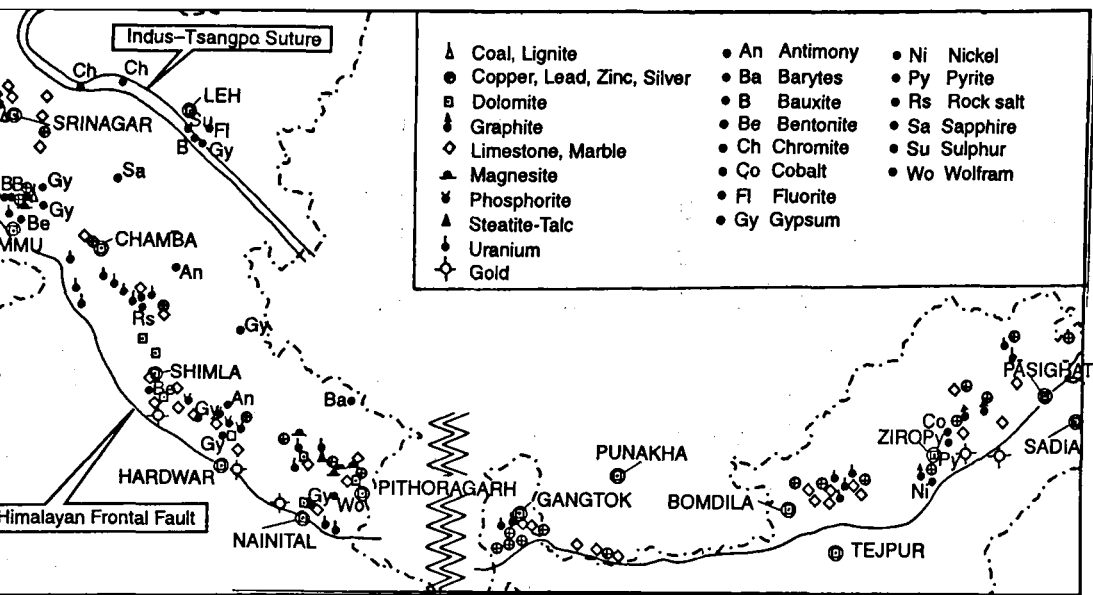 Indus-Tsangpo Suture
Coal, Lignite
Copper, Lead, Zinc, Silver
Dolomite
Graphite
Limestone, Marble
Magnesite
Phosphorite
Steatite-Talc
Uranium
Gold
An Antimony
Ba Barytes
B Bauxite
Be Bentonite
Ch Chromite
Co Cobalt
Fl Fluorite
Gy Gypsum
Ni Nickel
Py Pyrite
Rs Rock salt
Sa Sapphire
Su Sulphur
Wo Wolfram
Ch
Ch
LEH
Su
Fl
B
Gy
SRINAGAR
Sa
Gy
Gy
Be
MMU
CHAMBA
An
Rs
Gy
SHIMLA
Be
An
Gy
Gy
Ba
HARDWAR
PITHORAGARH
Gy
Wo
NAINITAL
Himalayan Frontal Fault
PUNAKHA
GANGTOK
BOMDILA
TEJPUR
PASIGHAT
Co
ZIRO
Py
Py
Ni
SADIA